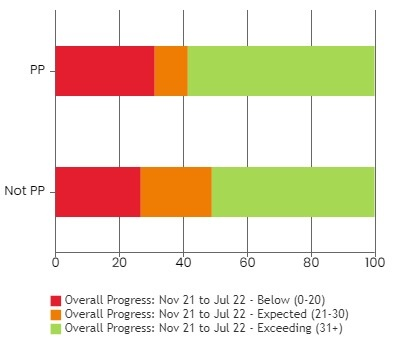 PP
Not PP
0 20 40 60 80 100
Overall Progress: Nov 21 to Jul 22 - Below (0-20)
Overall Progress: Nov 21 to Jul 22 - Expected (21-30)
Overall Progress: Nov 21 to Jul 22 - Exceeding (31+)